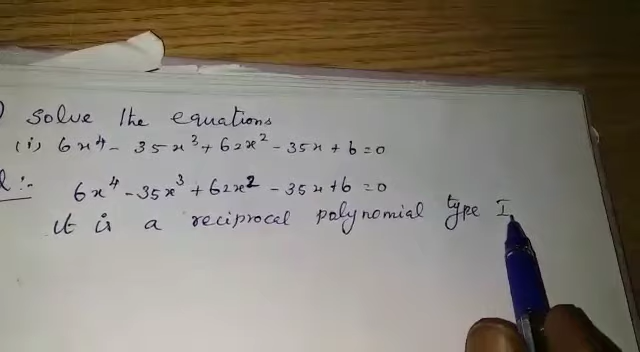 ) Solve the equations
(i) 6x⁴ - 35x³ + 62x² - 35x + 6 = 0
l :- 6x⁴ - 35x³ + 62x² - 35x + 6 = 0
it is a reciprocal polynomial type I